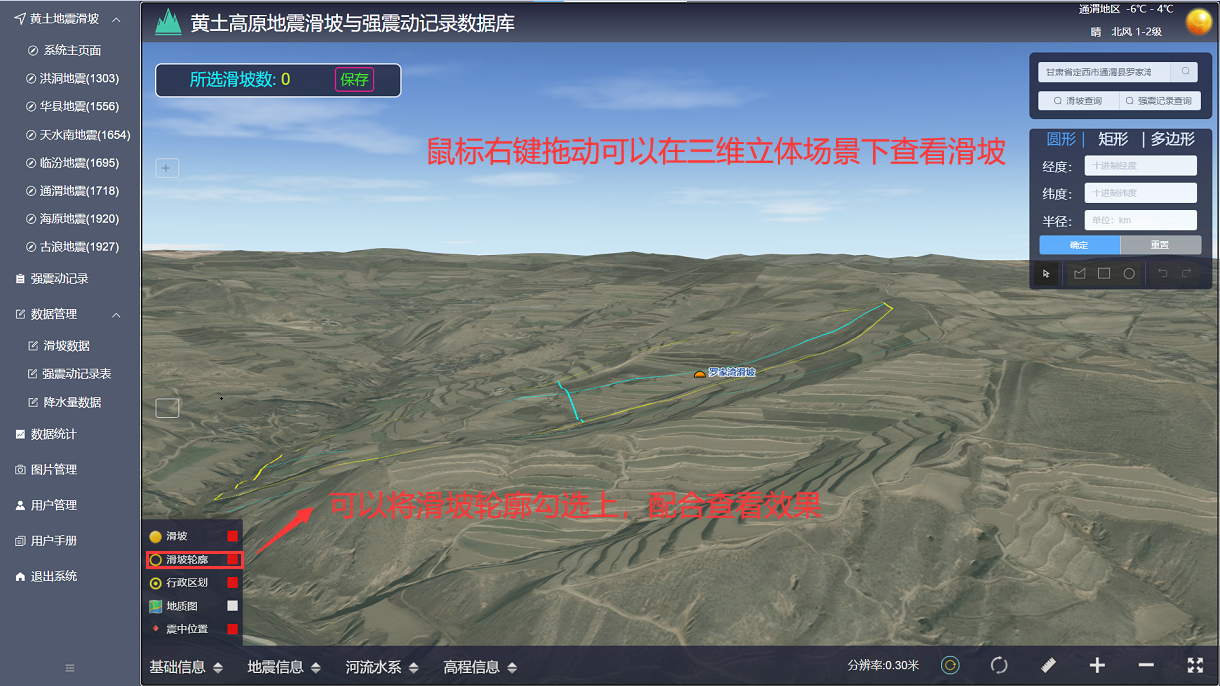 黄土地震滑坡
系统主页面
洪洞地震(1303)
华县地震(1556)
天水南地震(1654)
临汾地震(1695)
通渭地震(1718)
海原地震(1920)
古浪地震(1927)
强震动记录
数据管理
滑坡数据
强震动记录表
降水量数据
数据统计
图片管理
用户管理
用户手册
退出系统
黄土高原地震滑坡与强震动记录数据库
通渭地区 -6℃ - 4℃
晴 北风 1-2级
所选滑坡数: 0 保存
甘肃省定西市通渭县罗家湾
滑坡查询 强震记录查询
圆形 | 矩形 | 多边形
经度: 十进制经度
纬度: 十进制纬度
半径: 单位: km
确定 重置
鼠标右键拖动可以在三维立体场景下查看滑坡
罗家湾滑坡
可以将滑坡轮廓勾选上，配合查看效果
滑坡
滑坡轮廓
行政区划
地质图
震中位置
基础信息 地震信息 河流水系 高程信息 分辨率:0.30米